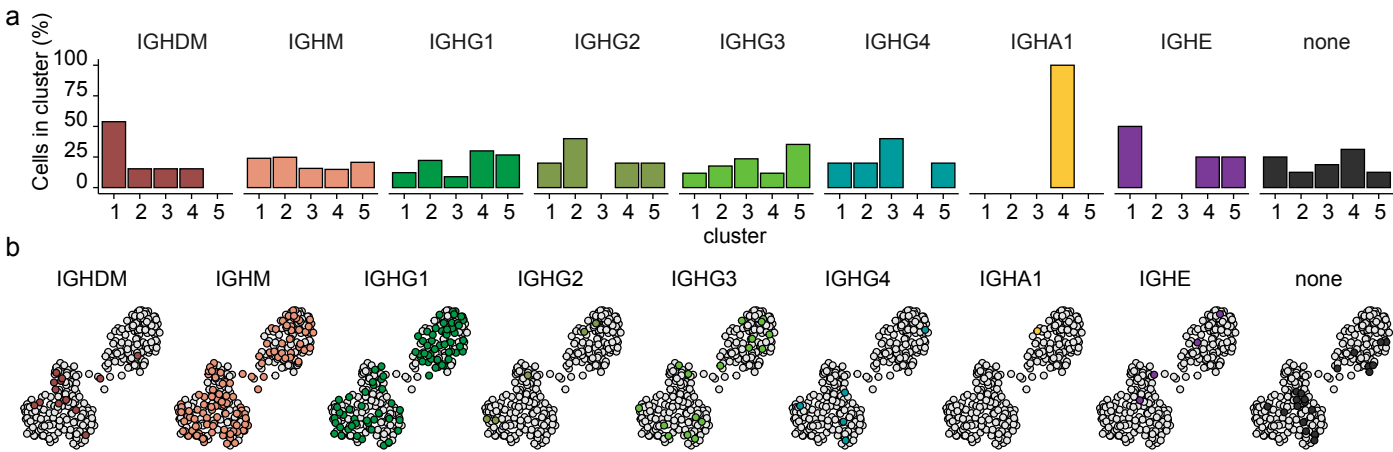 a
IGHDM IGHM IGHG1 IGHG2 IGHG3 IGHG4 IGHA1 IGHE none
Cells in cluster (%)
100
75
50
25
0
1 2 3 4 5 1 2 3 4 5 1 2 3 4 5 1 2 3 4 5 1 2 3 4 5 1 2 3 4 5 1 2 3 4 5 1 2 3 4 5 1 2 3 4 5
cluster
b
IGHDM IGHM IGHG1 IGHG2 IGHG3 IGHG4 IGHA1 IGHE none